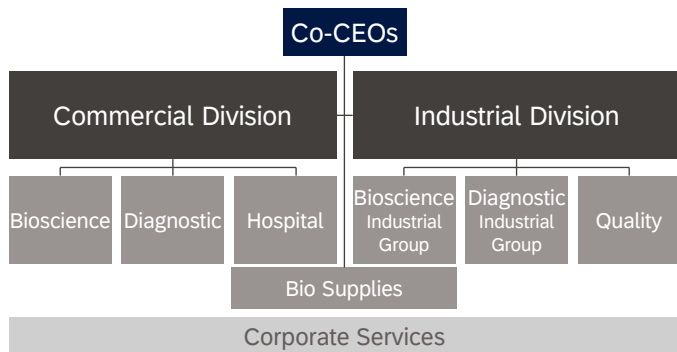 Co-CEOs
Commercial Division
Industrial Division
Bioscience
Diagnostic
Hospital
Bioscience
Industrial
Group
Diagnostic
Industrial
Group
Quality
Bio Supplies
Corporate Services